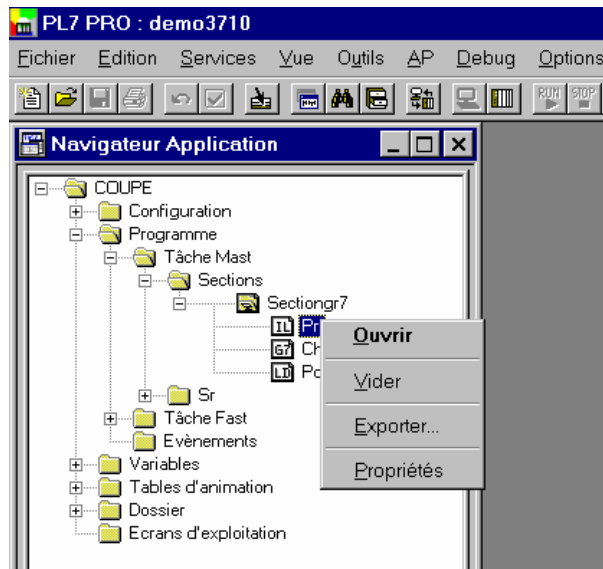 PL7 PRO : demo3710
Fichier Edition Services Vue Outils AP Debug Options
RUN STOP
Navigateur Application
COUPE
Configuration
Programme
Tâche Mast
Sections
Sectiongr7
IL Pr
G7 Ch
LD Po
Sr
Tâche Fast
Evènements
Variables
Tables d'animation
Dossier
Ecrans d'exploitation
Ouvrir
Vider
Exporter...
Propriétés